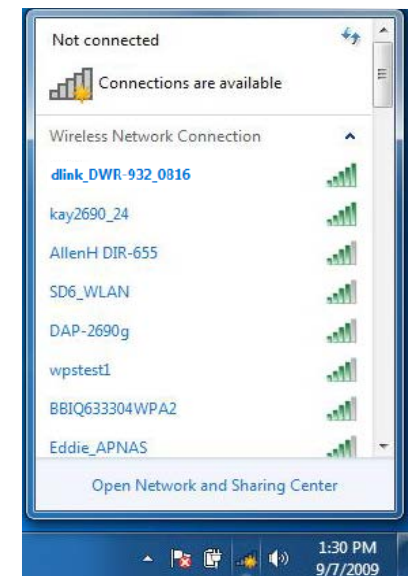 Not connected
Connections are available
Wireless Network Connection
dlink_DWR-932_0816
kay2690_24
AllenH DIR-655
SD6_WLAN
DAP-2690g
wpstest1
BBIQ633304WPA2
Eddie_APNAS
Open Network and Sharing Center
1:30 PM
9/7/2009